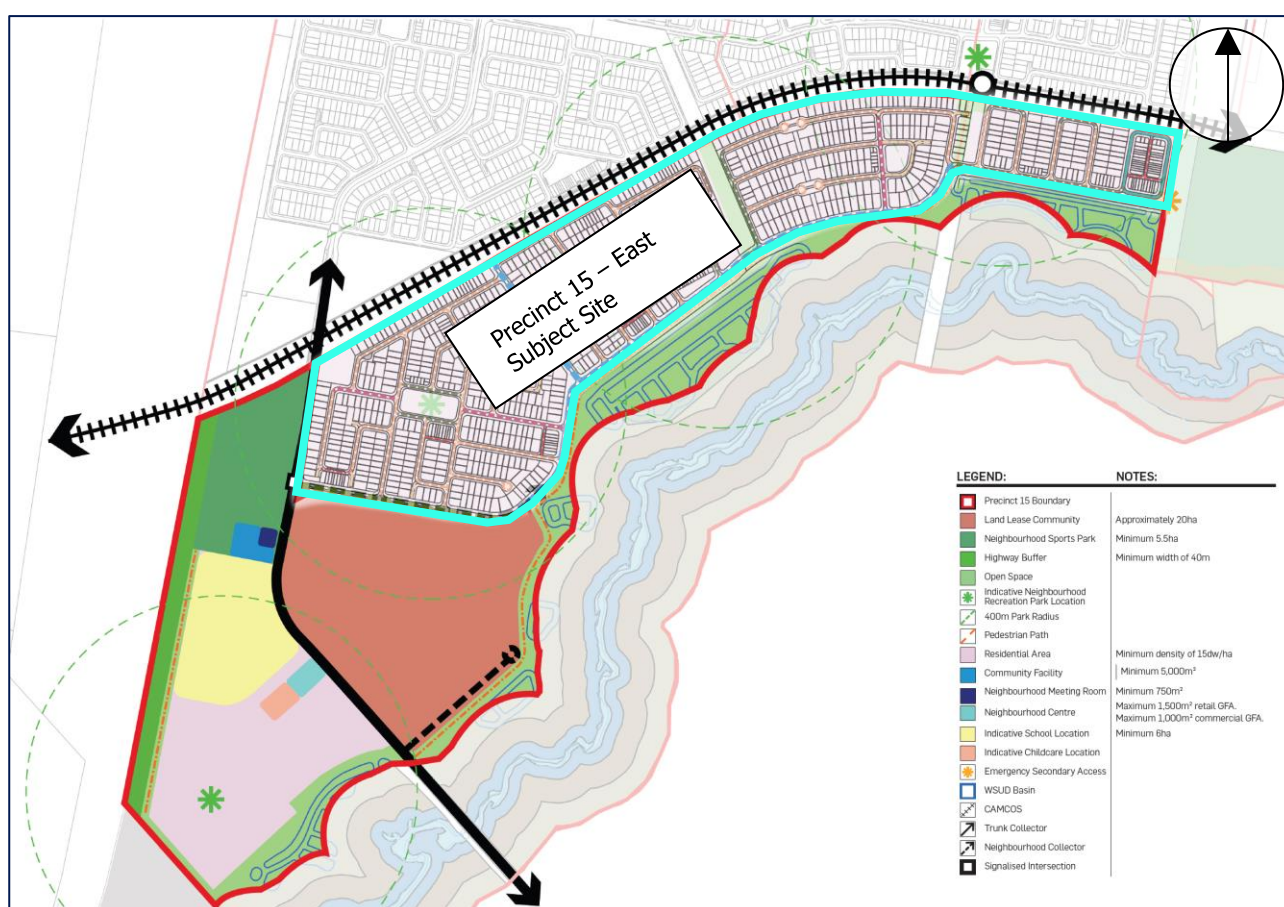 Precinct 15 – East
Subject Site
LEGEND: NOTES:
Precinct 15 Boundary
Land Lease Community Approximately 20ha
Neighbourhood Sports Park Minimum 5.5ha
Highway Buffer Minimum width of 40m
Open Space
Indicative Neighbourhood
Recreation Park Location
400m Park Radius
Pedestrian Path
Residential Area Minimum density of 15dw/ha
Community Facility Minimum 5,000m²
Neighbourhood Meeting Room Minimum 750m²
Neighbourhood Centre Maximum 1,500m² retail GFA.
Maximum 1,000m² commercial GFA.
Indicative School Location Minimum 6ha
Indicative Childcare Location
Emergency Secondary Access
WSUD Basin
CAMCOS
Trunk Collector
Neighbourhood Collector
Signalised Intersection